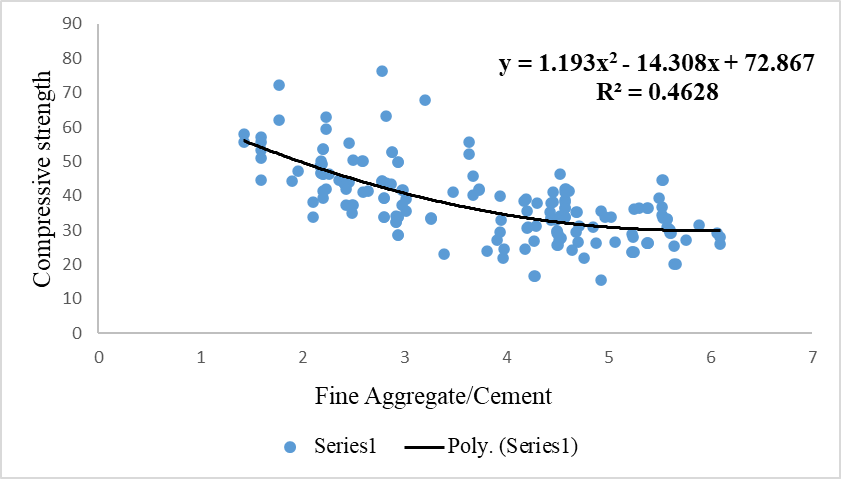 90
80
70
60
50
40
30
20
10
0
Compressive strength
y = 1.193x² - 14.308x + 72.867
R² = 0.4628
0 1 2 3 4 5 6 7
Fine Aggregate/Cement
Series1 Poly. (Series1)